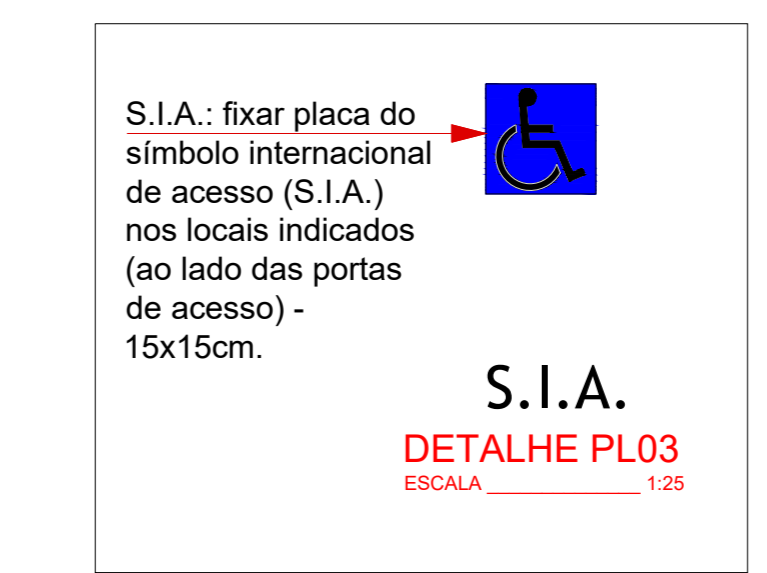 S.I.A.: fixar placa do
símbolo internacional
de acesso (S.I.A.)
nos locais indicados
(ao lado das portas
de acesso) -
15x15cm.
S.I.A.
DETALHE PL03
ESCALA ______________ 1:25